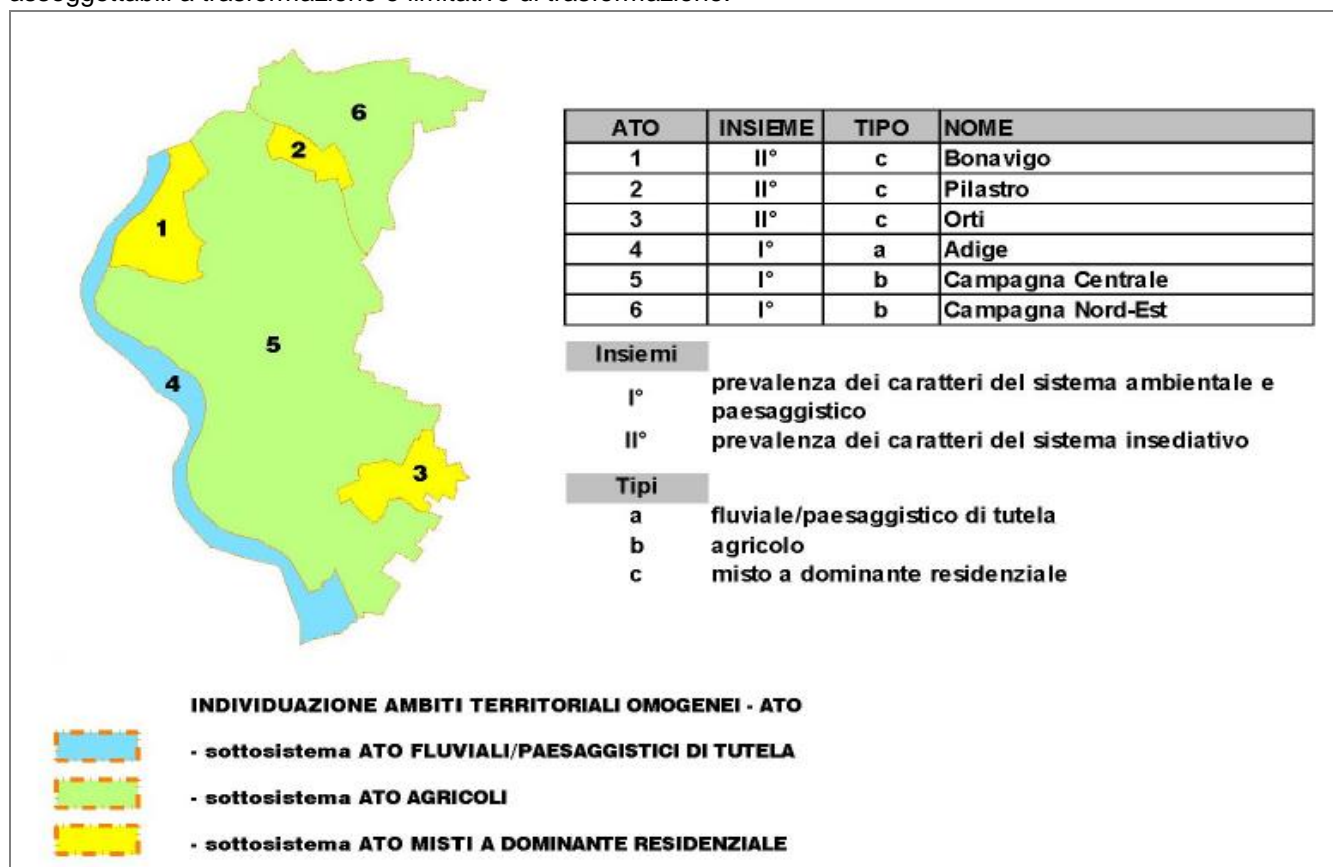 assoggettabili a trasformazione o limitativo di trasformazione.
6
2
1
5
4
3
ATO INSIEME TIPO NOME
1 II° c Bonavigo
2 II° c Pilastro
3 II° c Orti
4 I° a Adige
5 I° b Campagna Centrale
6 I° b Campagna Nord-Est
Insiemi
I° prevalenza dei caratteri del sistema ambientale e
paesaggistico
II° prevalenza dei caratteri del sistema insediativo
Tipi
a fluviale/paesaggistico di tutela
b agricolo
c misto a dominante residenziale
INDIVIDUAZIONE AMBITI TERRITORIALI OMOGENEI - ATO
- sottosistema ATO FLUVIALI/PAESAGGISTICI DI TUTELA
- sottosistema ATO AGRICOLI
- sottosistema ATO MISTI A DOMINANTE RESIDENZIALE